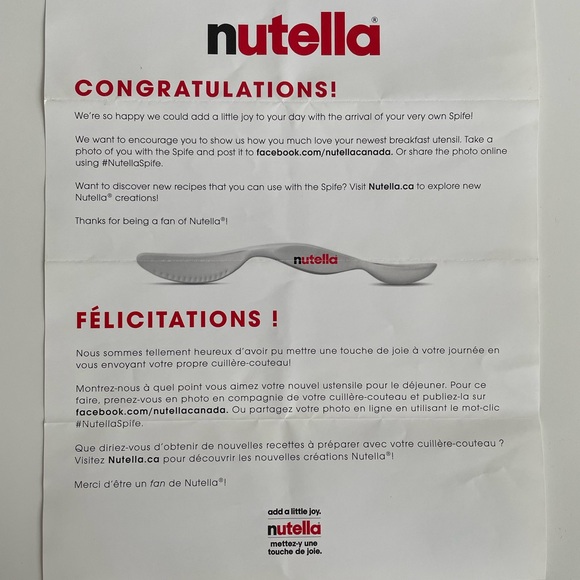 nutella®
CONGRATULATIONS!
We're so happy we could add a little joy to your day with the arrival of your very own Spife!
We want to encourage you to show us how you much love your newest breakfast utensil. Take a
photo of you with the Spife and post it to facebook.com/nutellacanada. Or share the photo online
using #NutellaSpife.
Want to discover new recipes that you can use with the Spife? Visit Nutella.ca to explore new
Nutella® creations!
Thanks for being a fan of Nutella®!
nutella
FÉLICITATIONS !
Nous sommes tellement heureux d'avoir pu mettre une touche de joie à votre journée en
vous envoyant votre propre cuillère-couteau!
Montrez-nous à quel point vous aimez votre nouvel ustensile pour le déjeuner. Pour ce
faire, prenez-vous en photo en compagnie de votre cuillère-couteau et publiez-la sur
facebook.com/nutellacanada. Ou partagez votre photo en ligne en utilisant le mot-clic
#NutellaSpife.
Que diriez-vous d'obtenir de nouvelles recettes à préparer avec votre cuillère-couteau ?
Visitez Nutella.ca pour découvrir les nouvelles créations Nutella®!
Merci d'être un fan de Nutella®!
add a little joy.
nutella
mettez-y une
touche de joie.